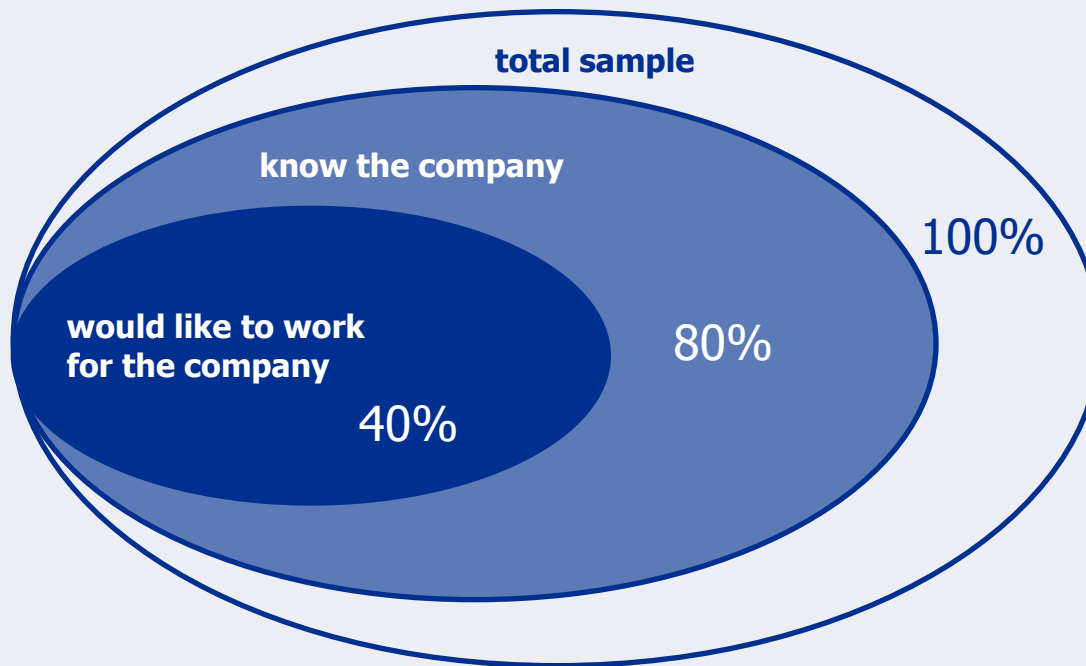 total sample
know the company
100%
would like to work
for the company
80%
40%